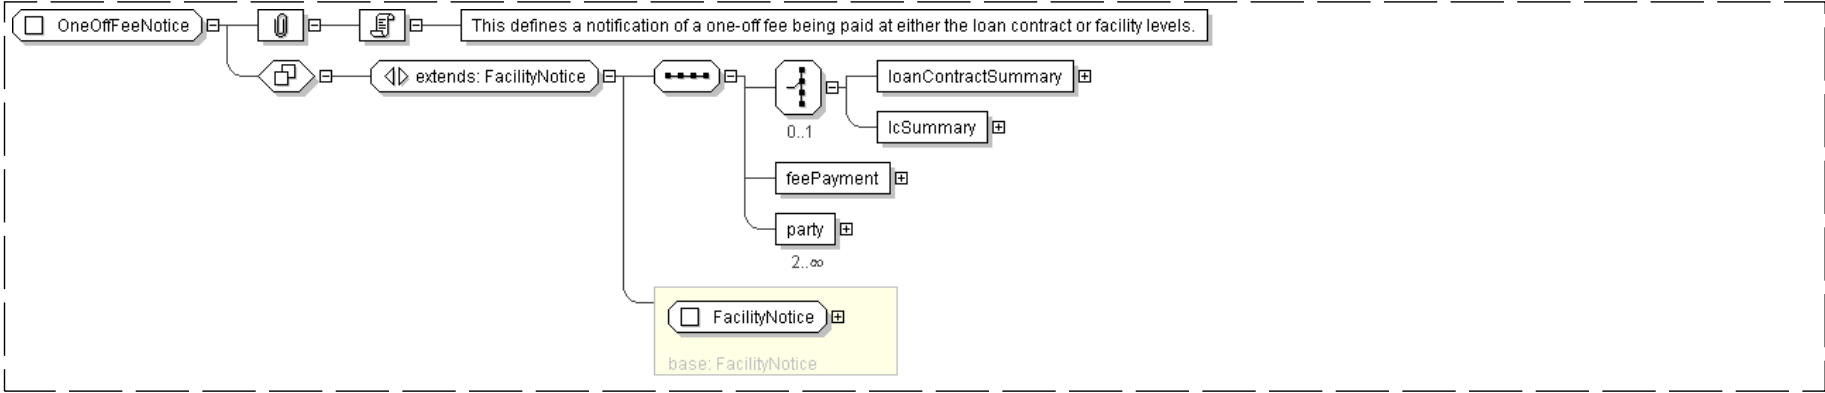 OneOffFeeNotice
This defines a notification of a one-off fee being paid at either the loan contract or facility levels.
extends: FacilityNotice
loanContractSummary
lcSummary
0..1
feePayment
party
2..∞
FacilityNotice
base: FacilityNotice